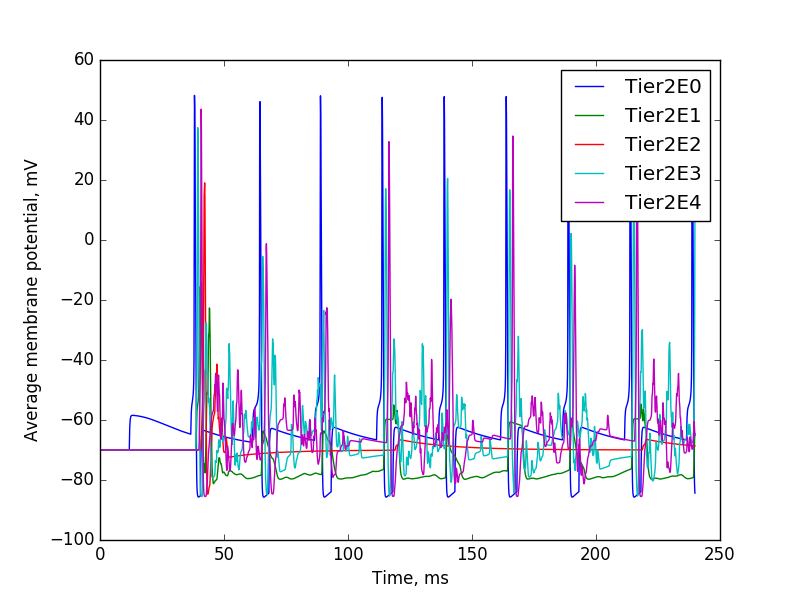 60
40
20
0
−20
−40
−60
−80
−100
Average membrane potential, mV
Tier2E0
Tier2E1
Tier2E2
Tier2E3
Tier2E4
0
50
100
150
200
250
Time, ms